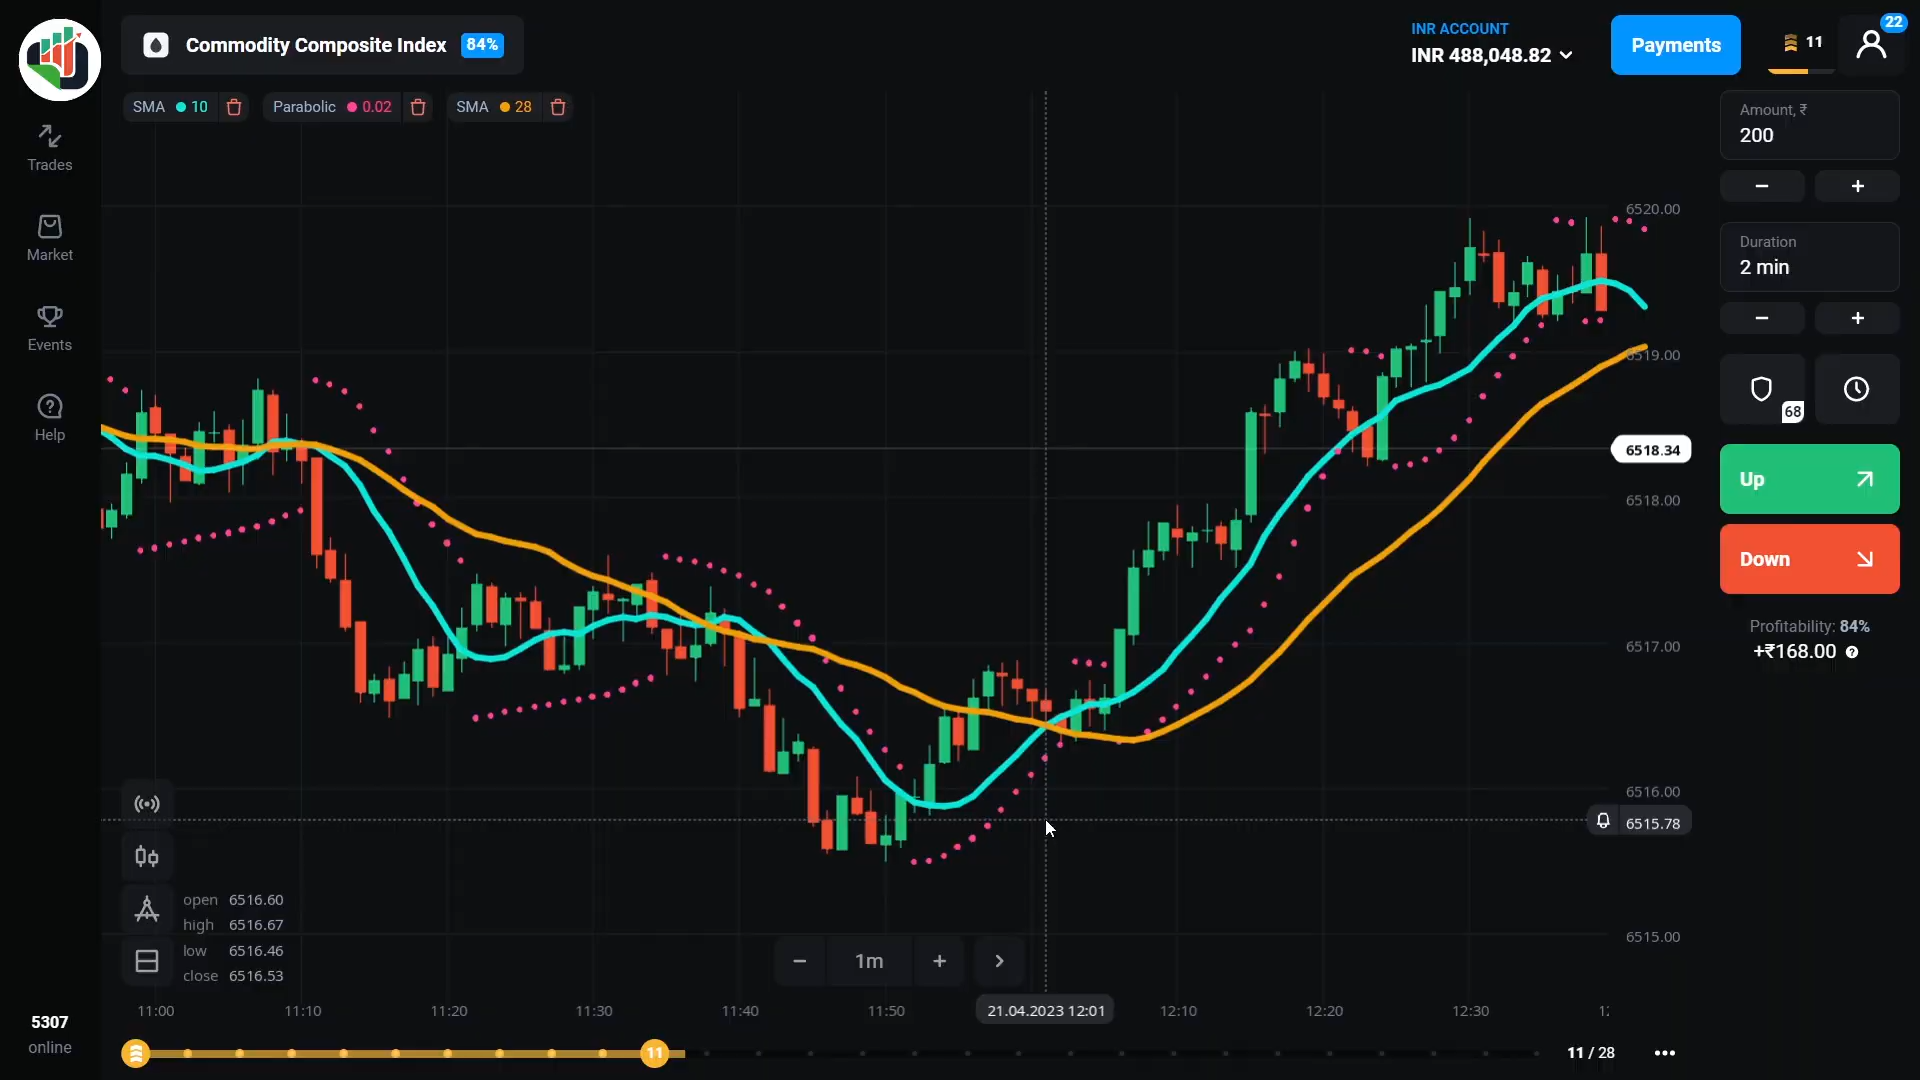 Commodity Composite Index 84%
INR ACCOUNT
INR 488,048.82
Payments
11
22
SMA 10
Parabolic 0.02
SMA 28
Trades
Market
Events
Help
5307
online
6520.00
6519.00
6518.34
6518.00
6517.00
6516.00
6515.78
6515.00
open 6516.60
high 6516.67
low 6516.46
close 6516.53
1m
11:00
11:10
11:20
11:30
11:40
11:50
21.04.2023 12:01
12:10
12:20
12:30
11
11 / 28
Amount, ₹
200
Duration
2 min
68
Up
Down
Profitability: 84%
+₹168.00